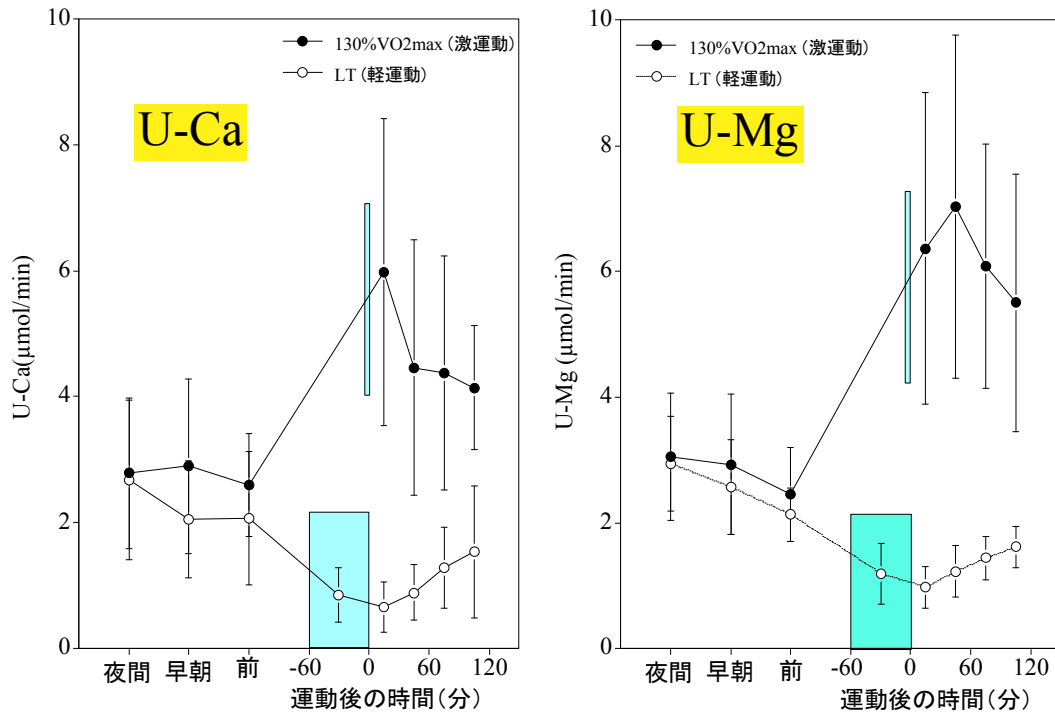 10
8
6
4
2
0
U-Ca(μmol/min)
130%VO2max (激運動)
LT (軽運動)
U-Ca
夜間 早朝 前 -60 0 60 120
運動後の時間(分)
10
8
6
4
2
0
U-Mg (μmol/min)
130%VO2max (激運動)
LT (軽運動)
U-Mg
夜間 早朝 前 -60 0 60 120
運動後の時間(分)